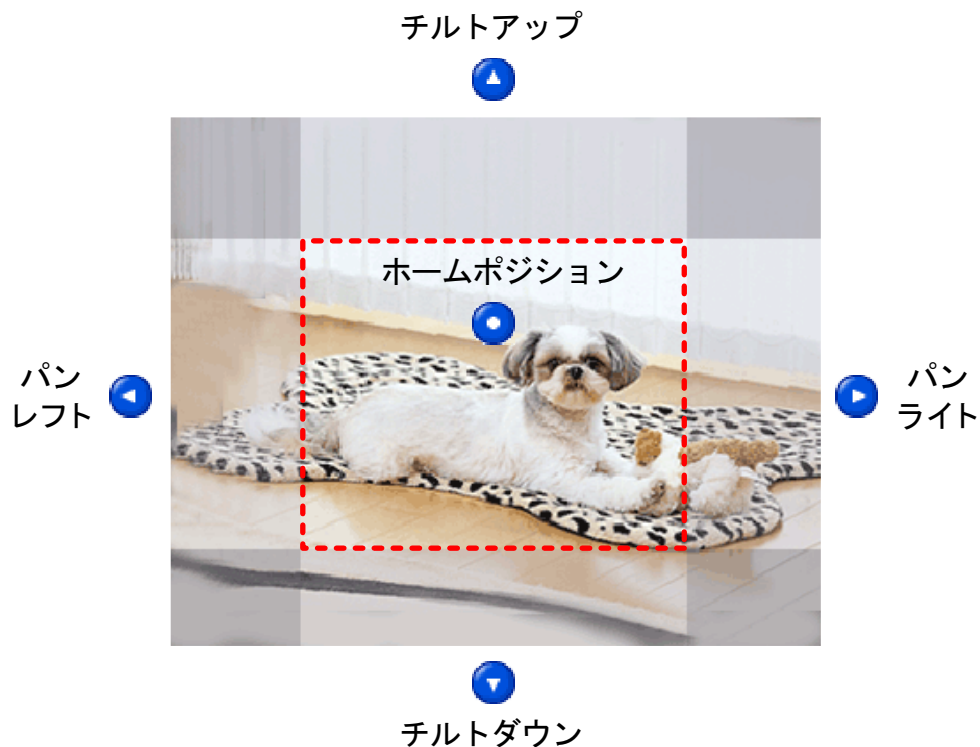 チルトアップ
ホームポジション
パン
レフト
パン
ライト
チルトダウン